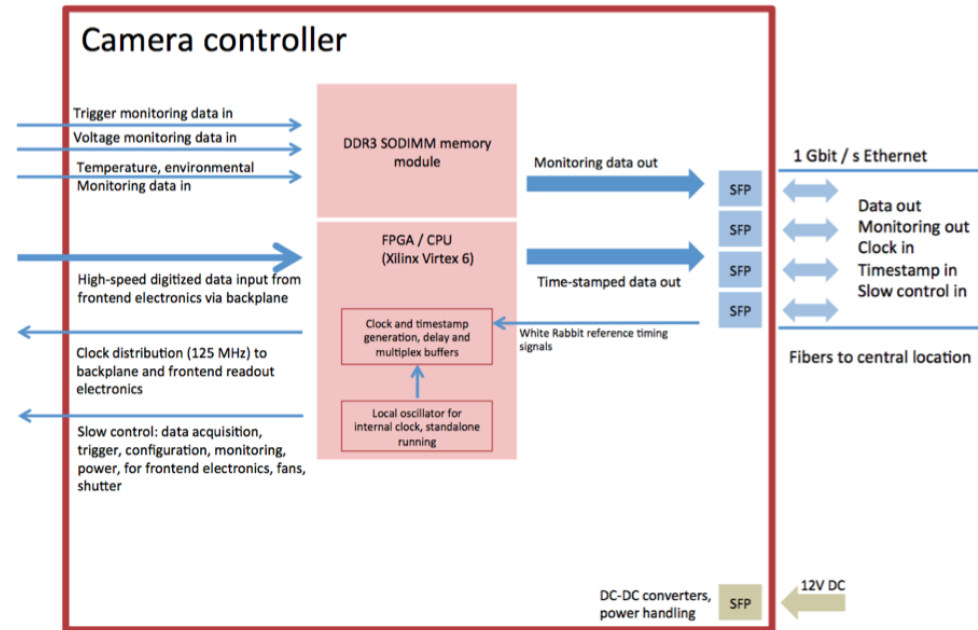 Camera controller
Trigger monitoring data in
Voltage monitoring data in
Temperature, environmental
Monitoring data in
DDR3 SODIMM memory
module
Monitoring data out
1 Gbit / s Ethernet
SFP
SFP
SFP
SFP
Data out
Monitoring out
Clock in
Timestamp in
Slow control in
FPGA / CPU
(Xilinx Virtex 6)
High-speed digitized data input from
frontend electronics via backplane
Time-stamped data out
Clock and timestamp
generation, delay and
multiplex buffers
White Rabbit reference timing
signals
Clock distribution (125 MHz) to
backplane and frontend readout
electronics
Fibers to central location
Local oscillator for
internal clock, standalone
running
Slow control: data acquisition,
trigger, configuration, monitoring,
power, for frontend electronics, fans,
shutter
DC-DC converters,
power handling
SFP
12V DC